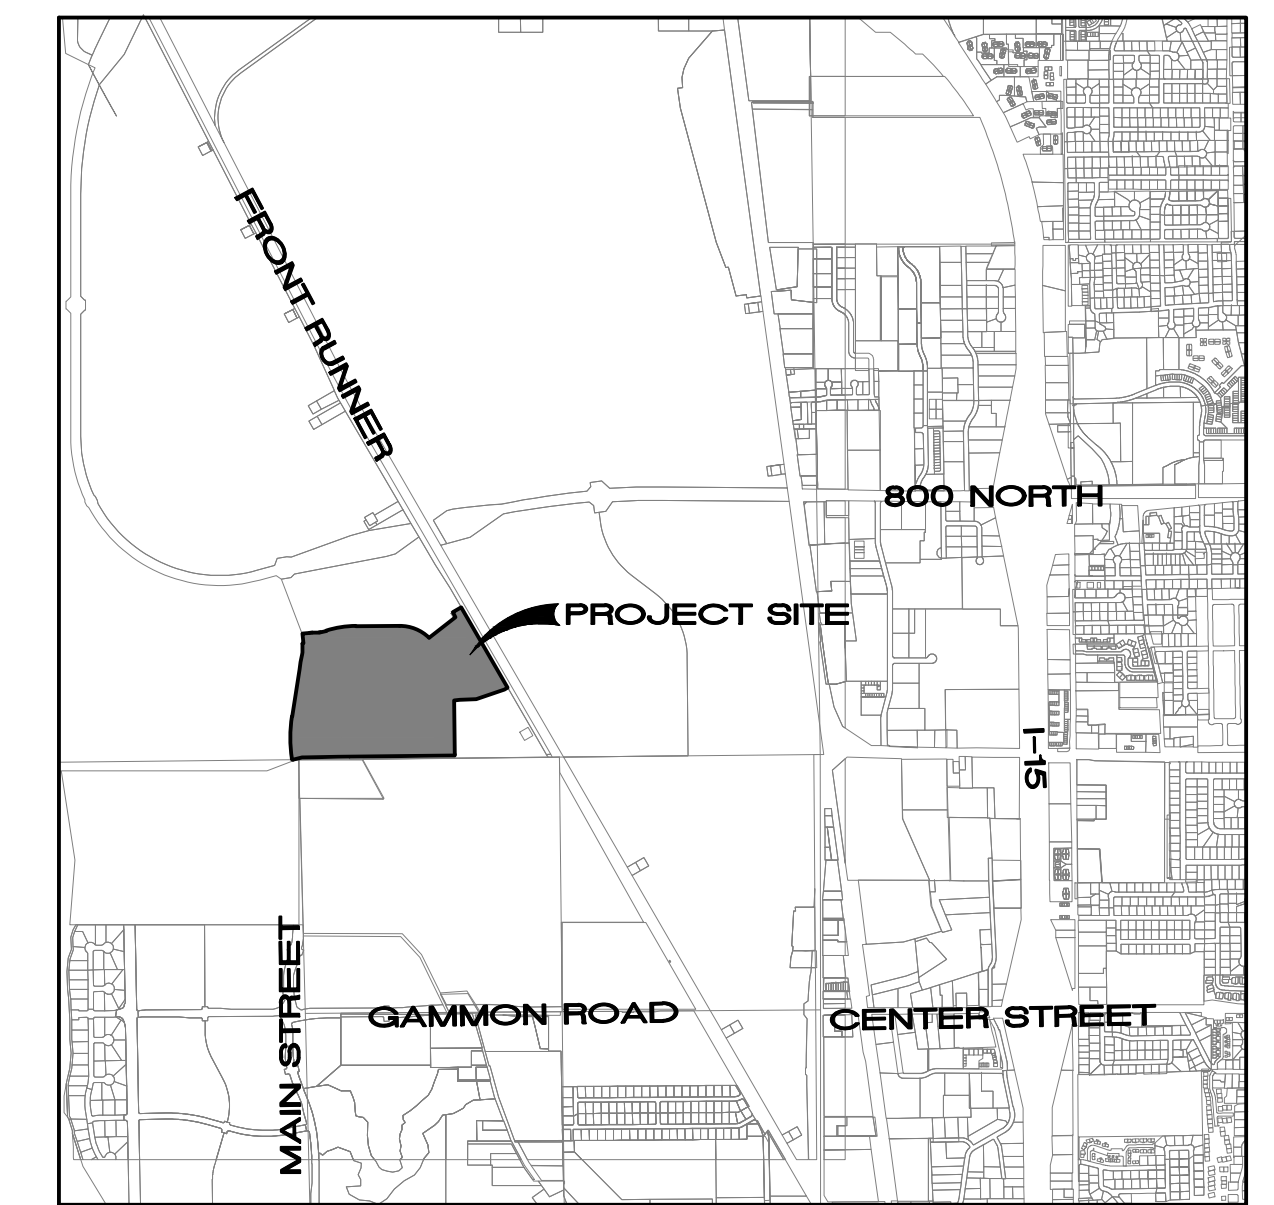 FRONT RUNNER
800 NORTH
PROJECT SITE
I-15
MAIN STREET
GAMMON ROAD
CENTER STREET